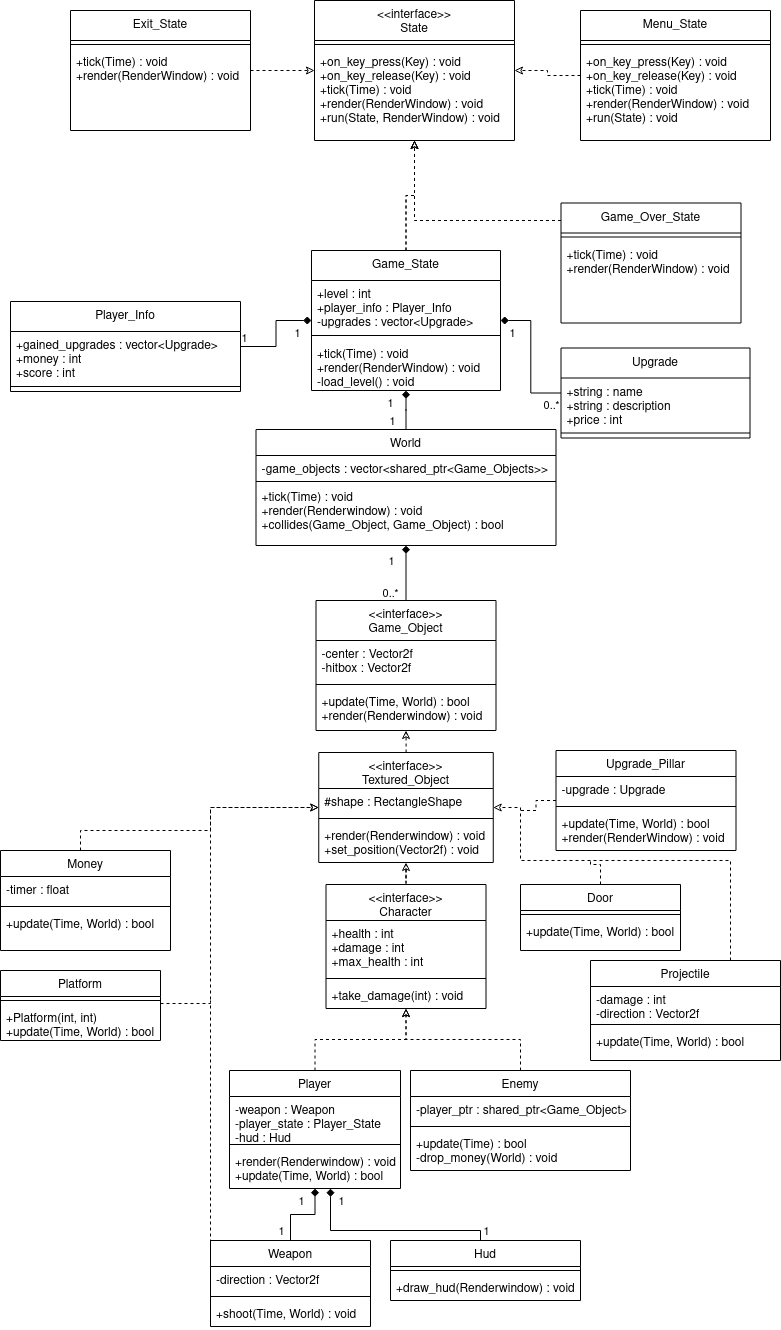 Exit_State
+tick(Time) : void
+render(RenderWindow) : void
<<interface>>
State
+on_key_press(Key) : void
+on_key_release(Key) : void
+tick(Time) : void
+render(RenderWindow) : void
+run(State, RenderWindow) : void
Menu_State
+on_key_press(Key) : void
+on_key_release(Key) : void
+tick(Time) : void
+render(RenderWindow) : void
+run(State) : void
Game_Over_State
+tick(Time) : void
+render(RenderWindow) : void
Game_State
+level : int
+player_info : Player_Info
-upgrades : vector<Upgrade>
+tick(Time) : void
+render(RenderWindow) : void
-load_level() : void
Player_Info
+gained_upgrades : vector<Upgrade>
+money : int
+score : int
1
1
1
0..*
Upgrade
+string : name
+string : description
+price : int
1
1
World
-game_objects : vector<shared_ptr<Game_Objects>>
+tick(Time) : void
+render(Renderwindow) : void
+collides(Game_Object, Game_Object) : bool
1
0..*
<<interface>>
Game_Object
-center : Vector2f
-hitbox : Vector2f
+update(Time, World) : bool
+render(Renderwindow) : void
<<interface>>
Textured_Object
#shape : RectangleShape
+render(Renderwindow) : void
+set_position(Vector2f) : void
Upgrade_Pillar
-upgrade : Upgrade
+update(Time, World) : bool
+render(RenderWindow) : void
Money
-timer : float
+update(Time, World) : bool
<<interface>>
Character
+health : int
+damage : int
+max_health : int
+take_damage(int) : void
Door
+update(Time, World) : bool
Platform
+Platform(int, int)
+update(Time, World) : bool
Projectile
-damage : int
-direction : Vector2f
+update(Time, World) : bool
Player
-weapon : Weapon
-player_state : Player_State
-hud : Hud
+render(Renderwindow) : void
+update(Time, World) : bool
Enemy
-player_ptr : shared_ptr<Game_Object>
+update(Time) : bool
-drop_money(World) : void
1
1
1
1
Weapon
-direction : Vector2f
+shoot(Time, World) : void
Hud
+draw_hud(Renderwindow) : void